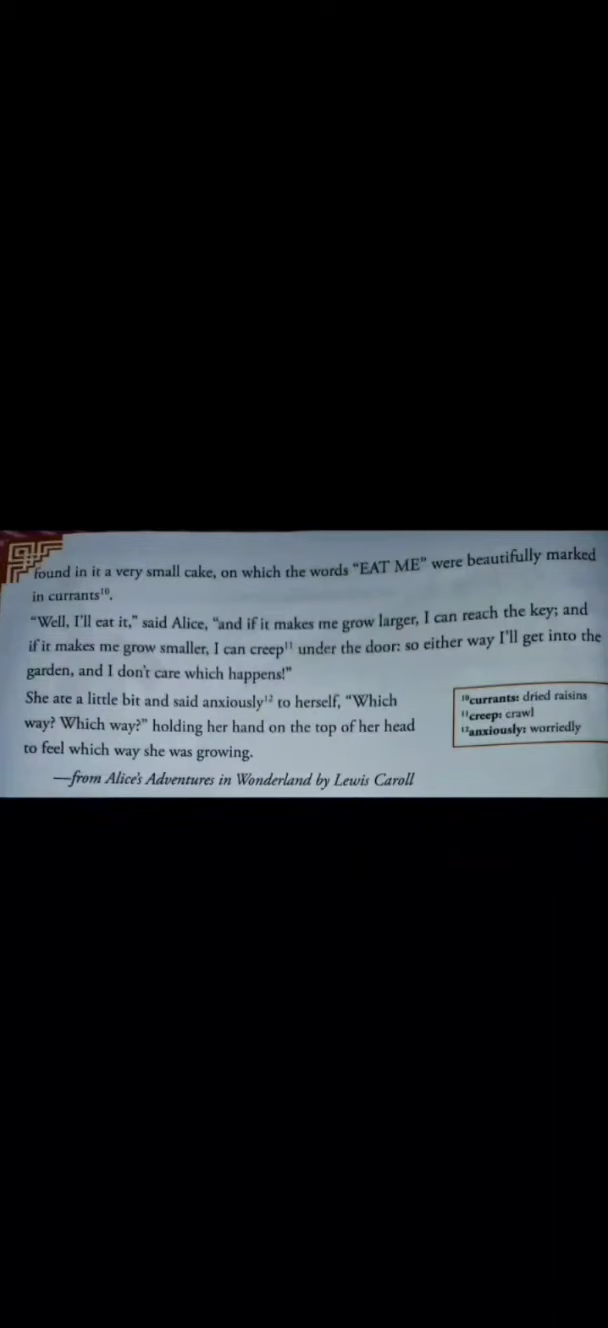 found in it a very small cake, on which the words “EAT ME” were beautifully marked
in currants¹⁰.
“Well, I’ll eat it,” said Alice, “and if it makes me grow larger, I can reach the key; and
if it makes me grow smaller, I can creep¹¹ under the door: so either way I’ll get into the
garden, and I don’t care which happens!”
She ate a little bit and said anxiously¹² to herself, “Which
way? Which way?” holding her hand on the top of her head
to feel which way she was growing.
—from Alice’s Adventures in Wonderland by Lewis Caroll
¹⁰currants: dried raisins
¹¹creep: crawl
¹²anxiously: worriedly